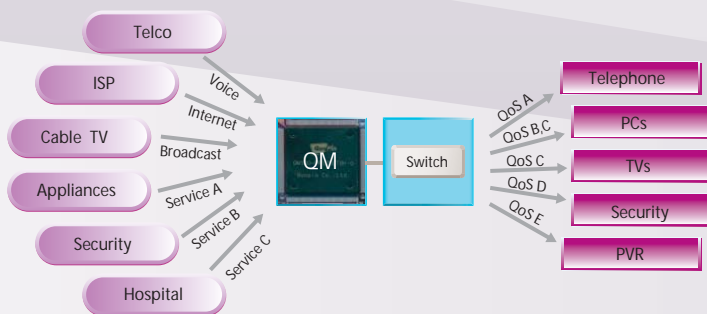 Telco
ISP
Cable TV
Appliances
Security
Hospital
Voice
Internet
Broadcast
Service A
Service B
Service C
QM
Switch
QoS A
QoS B,C
QoS C
QoS D
QoS E
Telephone
PCs
TVs
Security
PVR